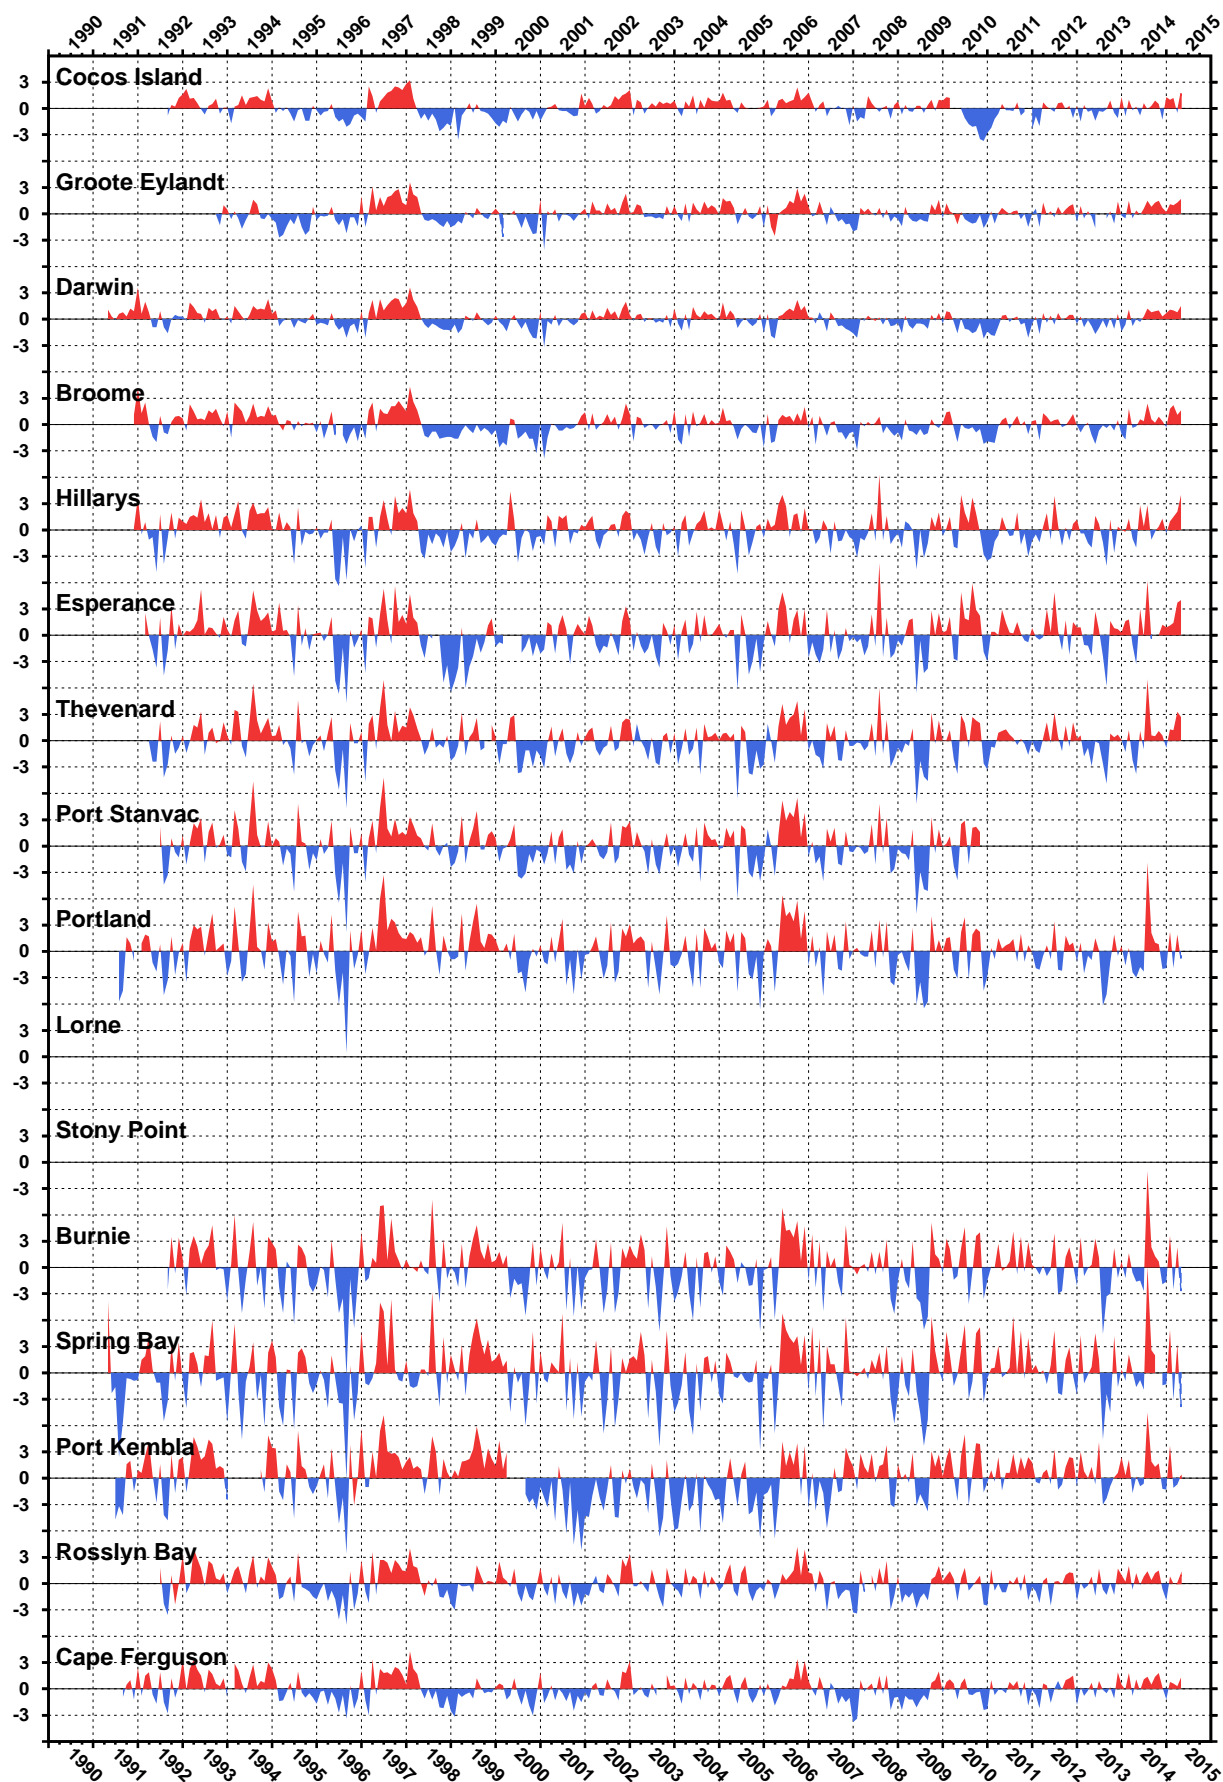 1990 1991 1992 1993 1994 1995 1996 1997 1998 1999 2000 2001 2002 2003 2004 2005 2006 2007 2008 2009 2010 2011 2012 2013 2014 2015
Cocos Island
3
0
-3
Groote Eylandt
3
0
-3
Darwin
3
0
-3
Broome
3
0
-3
Hillarys
3
0
-3
Esperance
3
0
-3
Thevenard
3
0
-3
Port Stanvac
3
0
-3
Portland
3
0
-3
Lorne
3
0
-3
Stony Point
3
0
-3
Burnie
3
0
-3
Spring Bay
3
0
-3
Port Kembla
3
0
-3
Rosslyn Bay
3
0
-3
Cape Ferguson
3
0
-3
1990 1991 1992 1993 1994 1995 1996 1997 1998 1999 2000 2001 2002 2003 2004 2005 2006 2007 2008 2009 2010 2011 2012 2013 2014 2015